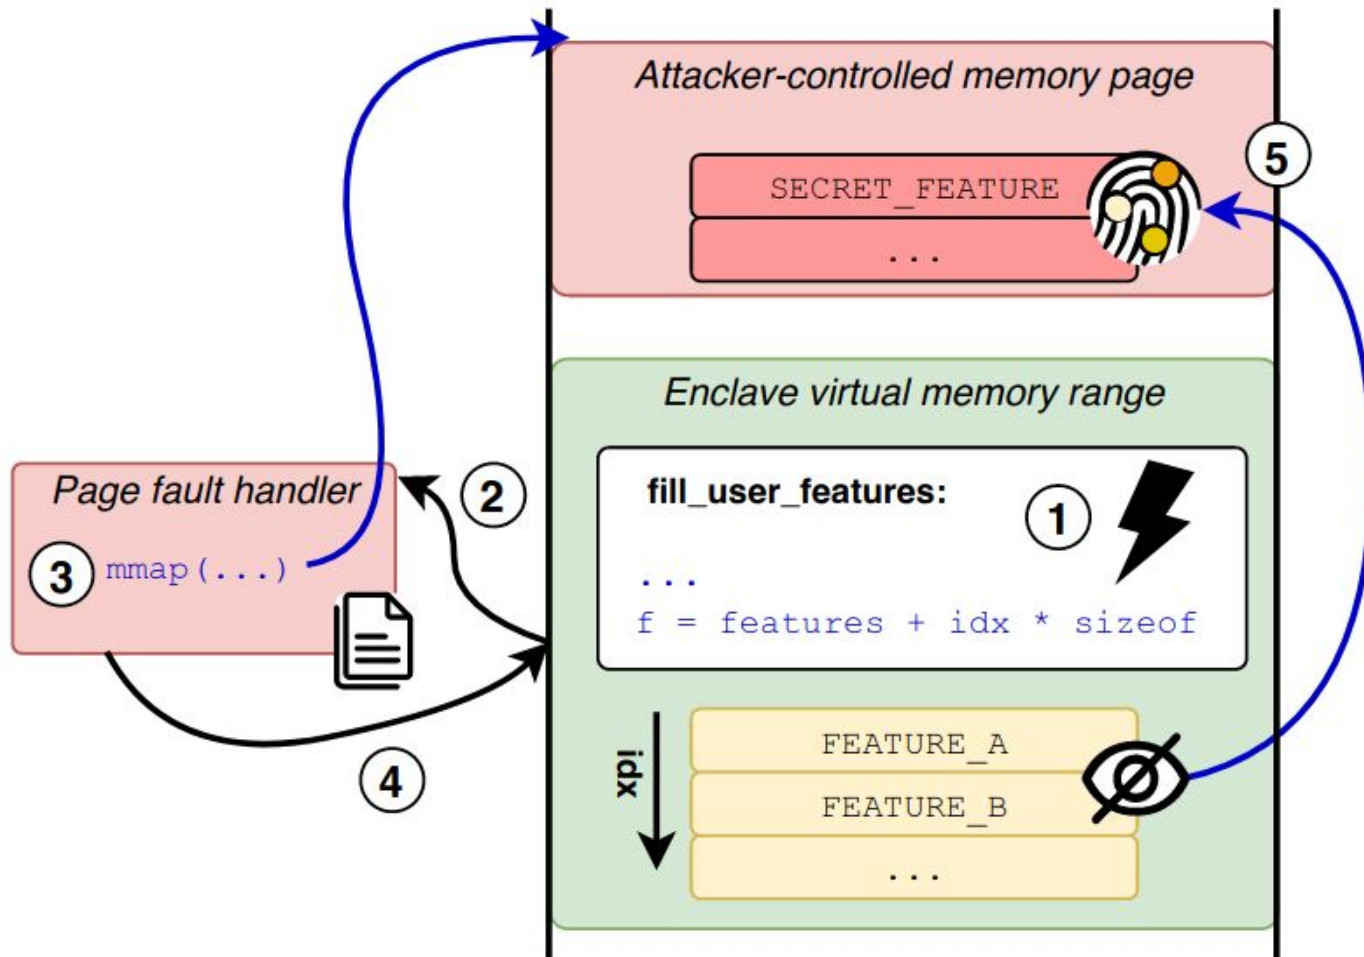 Attacker-controlled memory page
5
SECRET_FEATURE
...
Enclave virtual memory range
Page fault handler
2
fill_user_features:
1
3
mmap(...)
...
f = features + idx * sizeof
4
idx
FEATURE_A
FEATURE_B
...